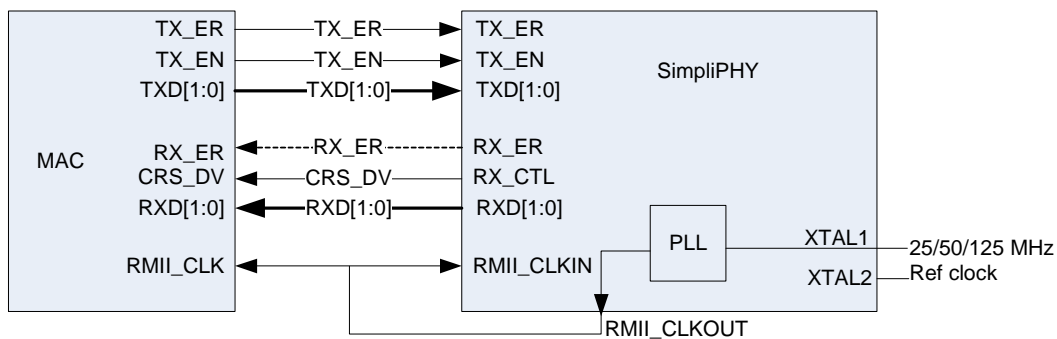 TX_ER TX_ER TX_ER
TX_EN TX_EN TX_EN
SimpliPHY
TXD[1:0] TXD[1:0] TXD[1:0]
MAC
RX_ER RX_ER RX_ER
CRS_DV CRS_DV RX_CTL
RXD[1:0] RXD[1:0] RXD[1:0]
PLL
XTAL1
25/50/125 MHz
Ref clock
RMII_CLK RMII_CLKIN
XTAL2
RMII_CLKOUT